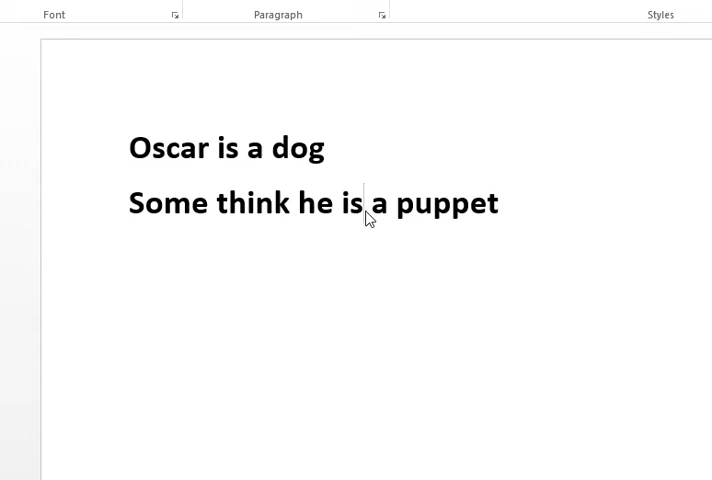 Font Paragraph Styles
Oscar is a dog
Some think he is a puppet